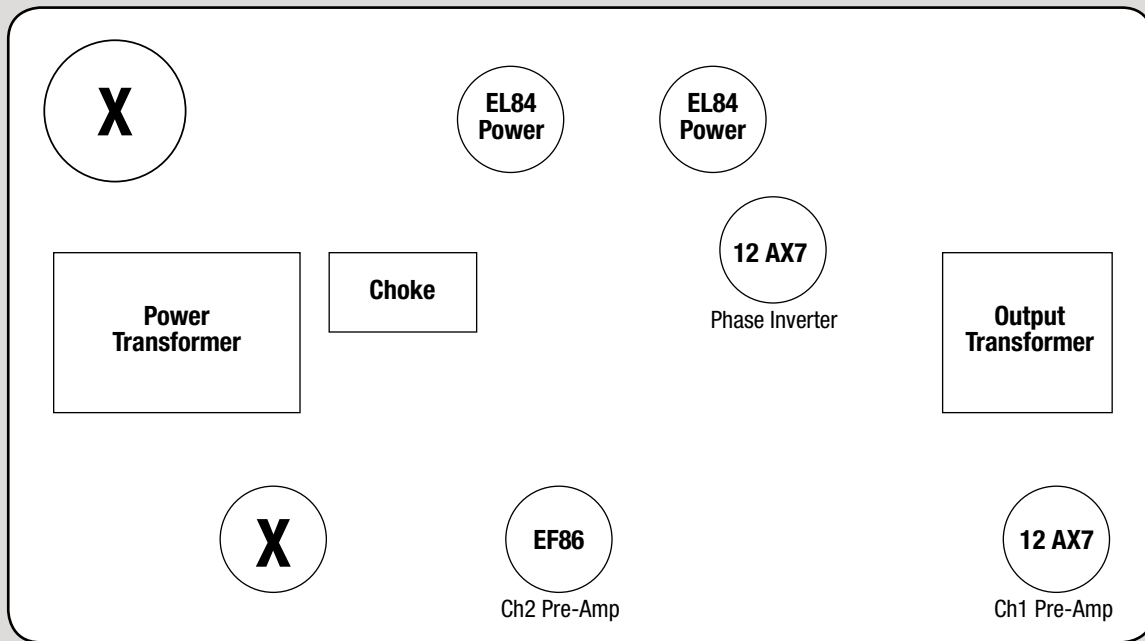 X
EL84
Power
EL84
Power
12 AX7
Phase Inverter
Power
Transformer
Choke
Output
Transformer
X
EF86
Ch2 Pre-Amp
12 AX7
Ch1 Pre-Amp